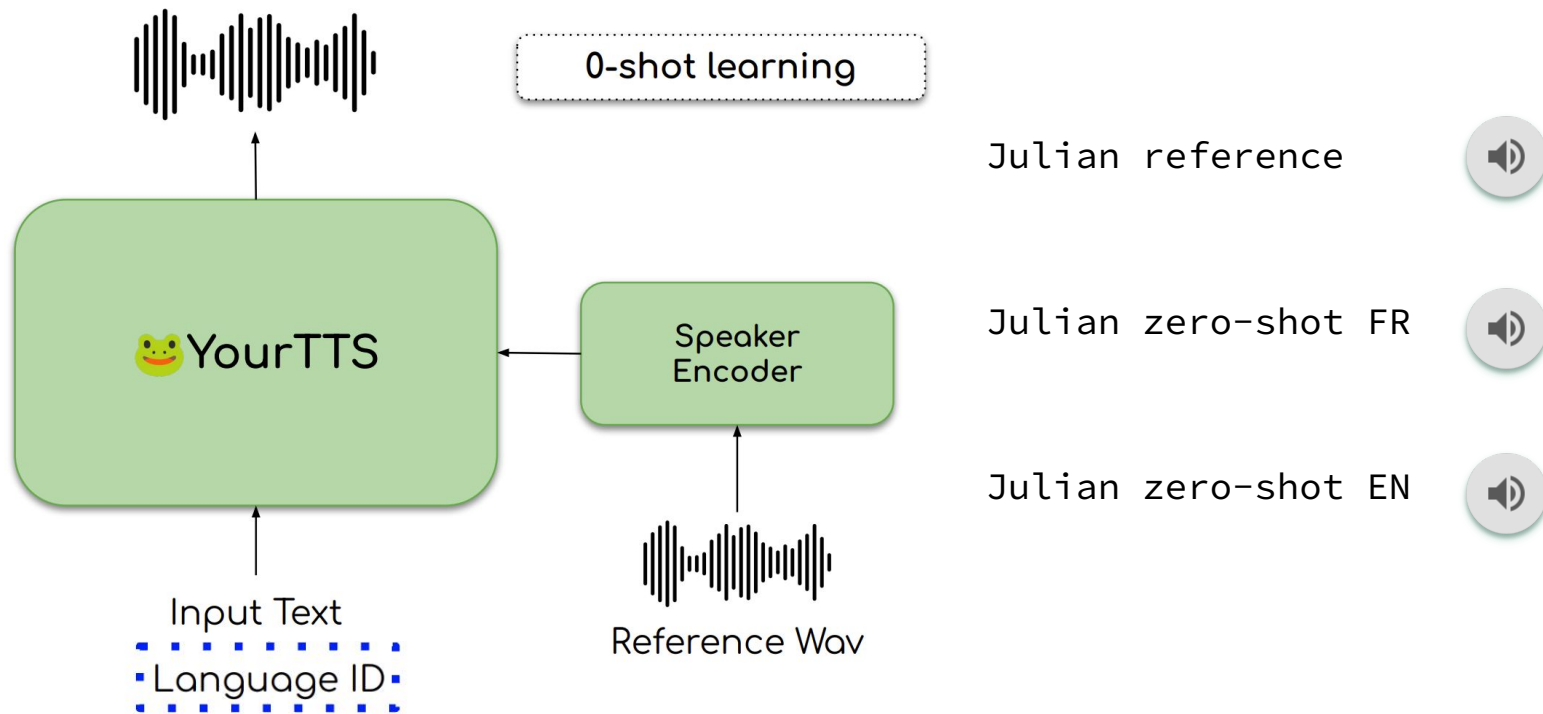 0-shot learning
🐸YourTTS
Speaker
Encoder
Input Text
Language ID
Reference Wav
Julian reference
Julian zero-shot FR
Julian zero-shot EN